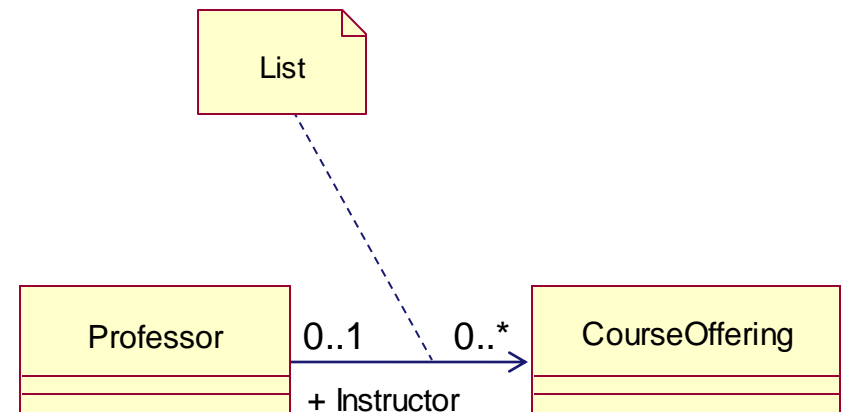 List
Professor
0..1
0..*
CourseOffering
+ Instructor